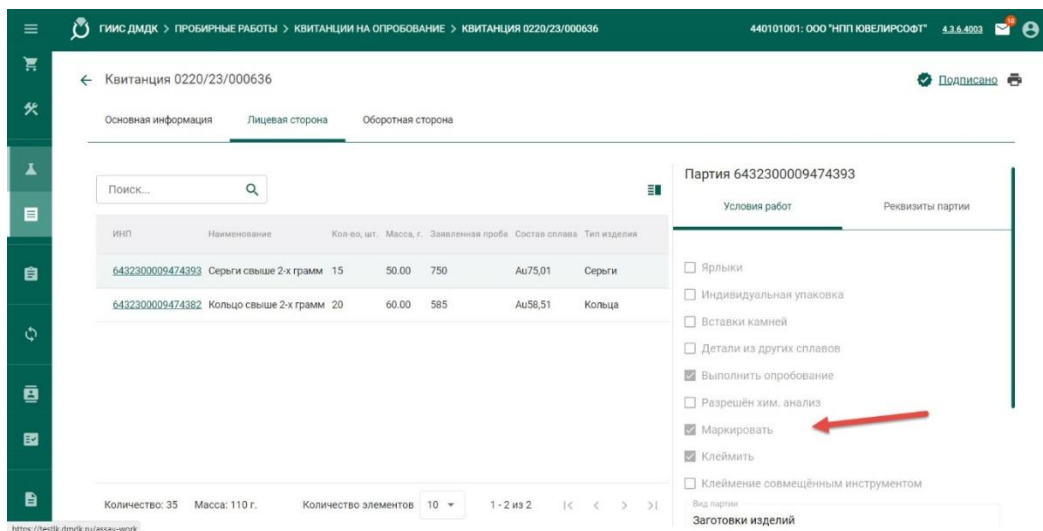 ГИИС ДМДК > ПРОБИРНЫЕ РАБОТЫ > КВИТАНЦИИ НА ОПРОБОВАНИЕ > КВИТАНЦИЯ 0220/23/000636
440101001: ООО "НПП ЮВЕЛИРСОФТ" 4.3.6.4003 10
Квитанция 0220/23/000636
Подписано
Основная информация Лицевая сторона Оборотная сторона
Поиск...
ИНП Наименование Кол-во, шт. Масса, г. Заявленная проба Состав сплава Тип изделия
6432300009474393 Серьги свыше 2-х грамм 15 50.00 750 Au75,01 Серьги
6432300009474382 Кольцо свыше 2-х грамм 20 60.00 585 Au58,51 Кольца
Количество: 35 Масса: 110 г. Количество элементов 10 1 - 2 из 2
Партия 6432300009474393
Условия работ Реквизиты партии
Ярлыки
Индивидуальная упаковка
Вставки камней
Детали из других сплавов
Выполнить опробование
Разрешён хим. анализ
Маркировать
Клеймить
Клеймение совмещённым инструментом
Вид партии
Заготовки изделий
https://testlk.dmdk.ru/assay-work